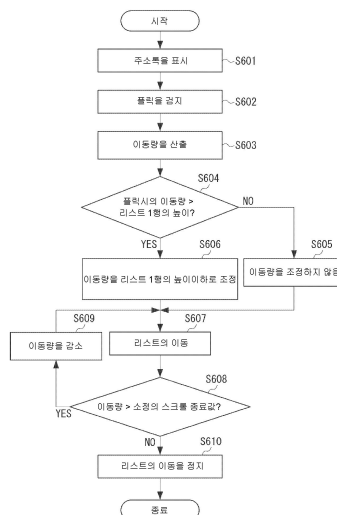 시작
주소록을 표시
S601
플릭을 검지
S602
이동량을 산출
S603
S604
플릭시의 이동량 >
리스트 1행의 높이?
NO
YES
S606
S605
이동량을 리스트 1행의 높이이하로 조정
이동량을 조정하지 않음
S609
S607
이동량을 감소
리스트의 이동
S608
이동량 > 소정의 스크롤 종료값?
YES
NO
S610
리스트의 이동을 정지
종료